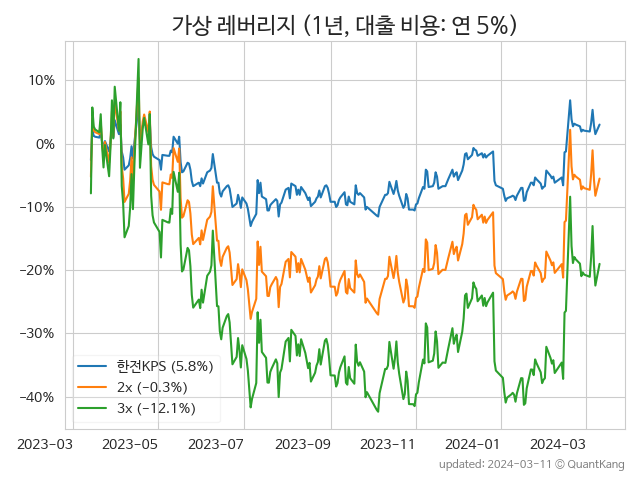 가상 레버리지 (1년, 대출 비용: 연 5%)
10%
0%
−10%
−20%
−30%
−40%
한전KPS (5.8%)
2x (−0.3%)
3x (−12.1%)
2023-03 2023-05 2023-07 2023-09 2023-11 2024-01 2024-03
updated: 2024-03-11 © QuantKang